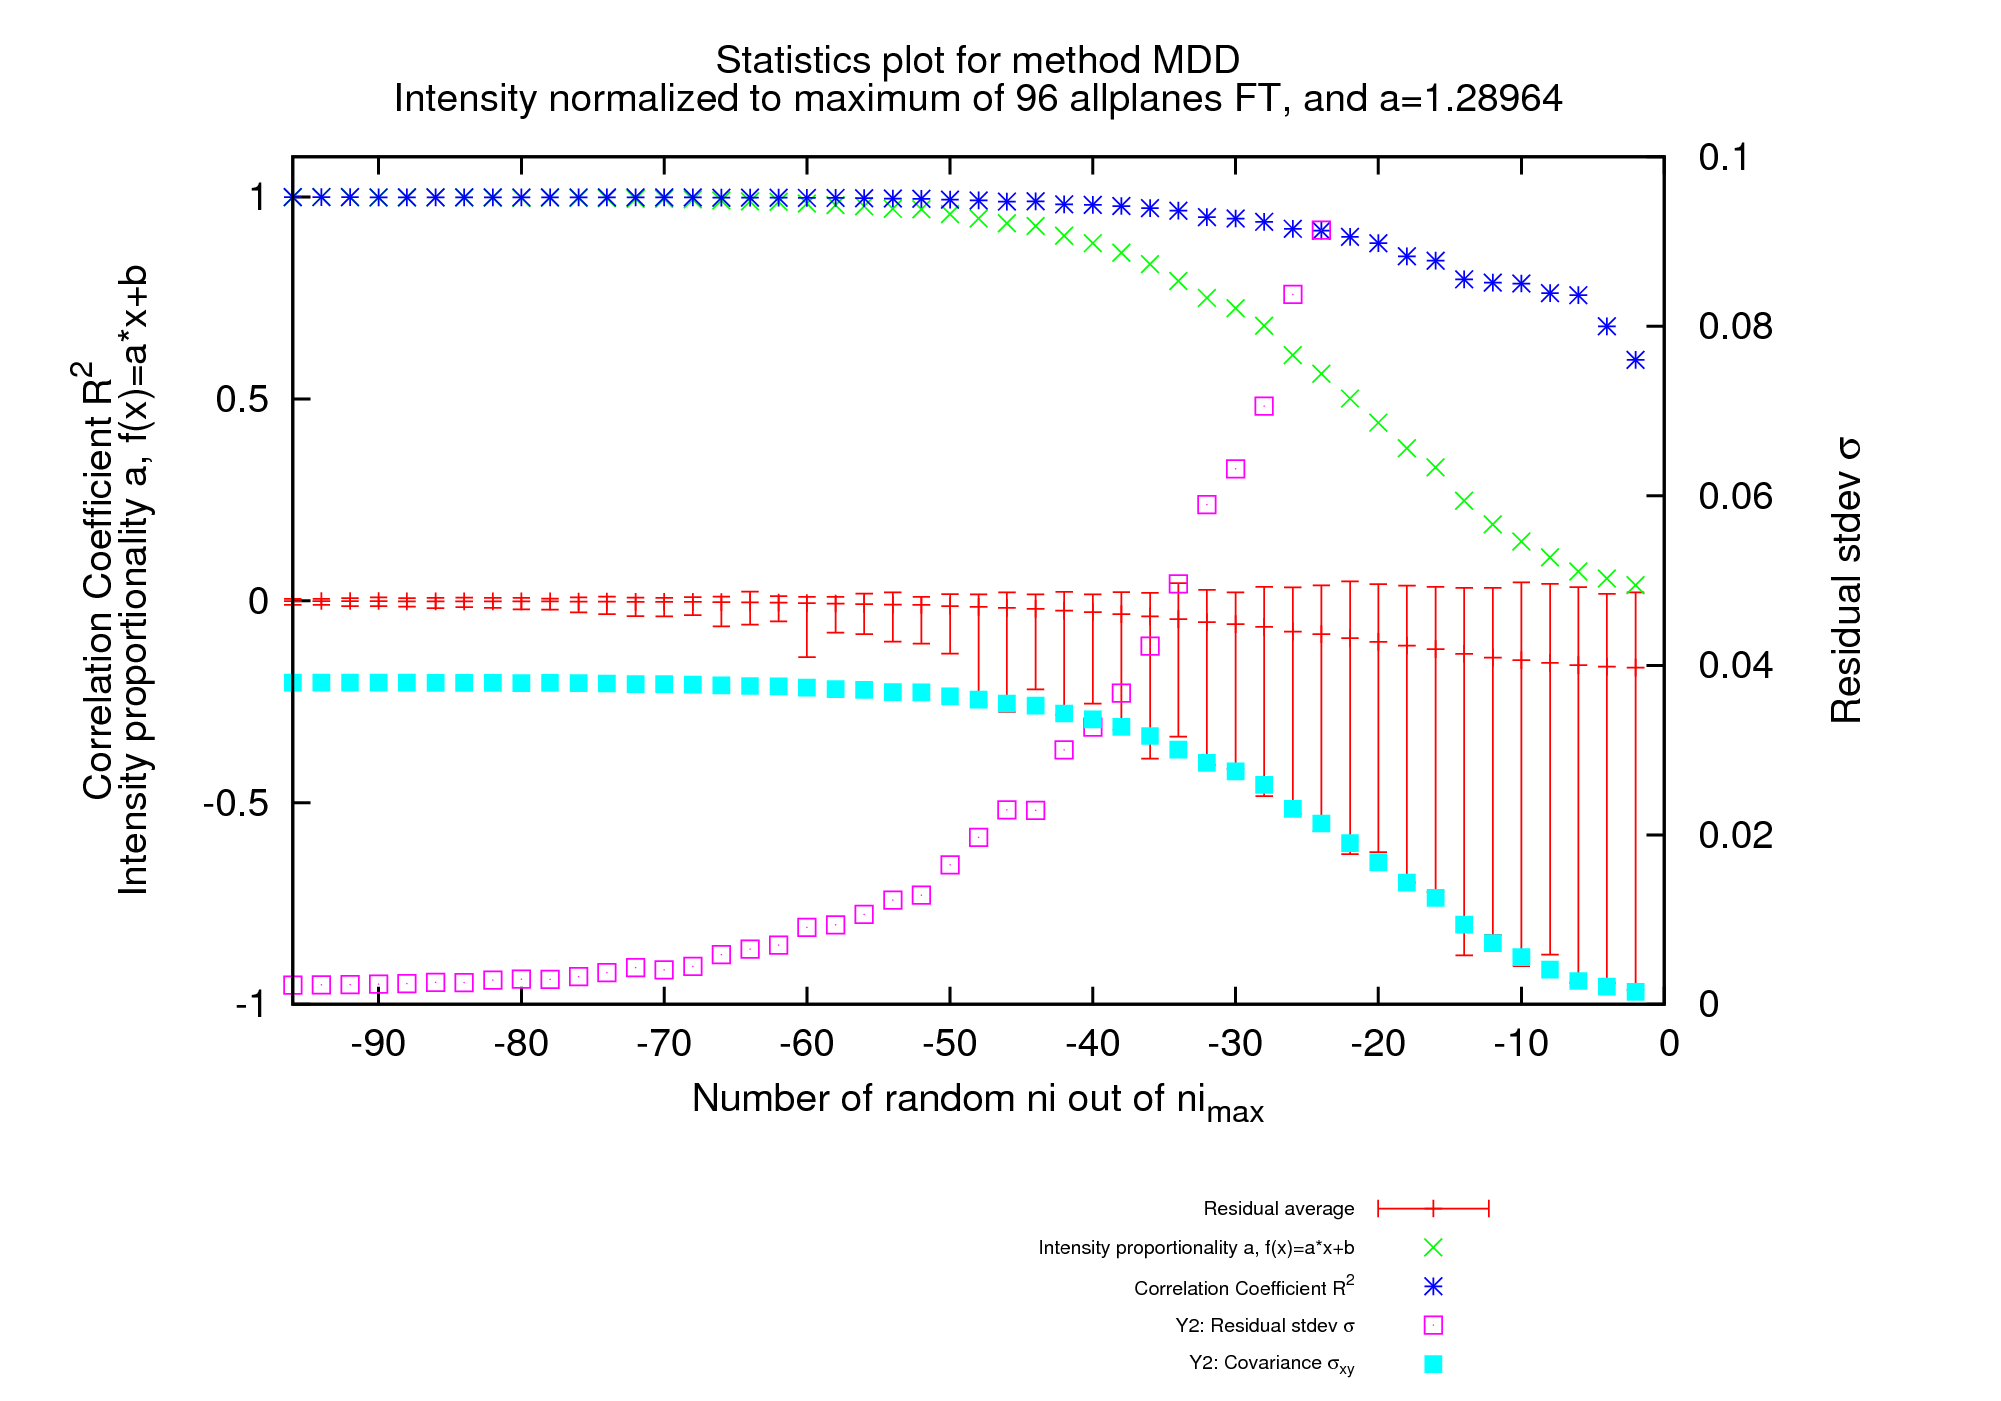 Statistics plot for method MDD
Intensity normalized to maximum of 96 allplanes FT, and a=1.28964
Correlation Coefficient R²
Intensity proportionality a, f(x)=a*x+b
1
0.5
0
-0.5
-1
0.1
0.08
0.06
0.04
0.02
0
Residual stdev σ
-90 -80 -70 -60 -50 -40 -30 -20 -10 0
Number of random ni out of ni_max
Residual average
Intensity proportionality a, f(x)=a*x+b
Correlation Coefficient R²
Y2: Residual stdev σ
Y2: Covariance σ_xy